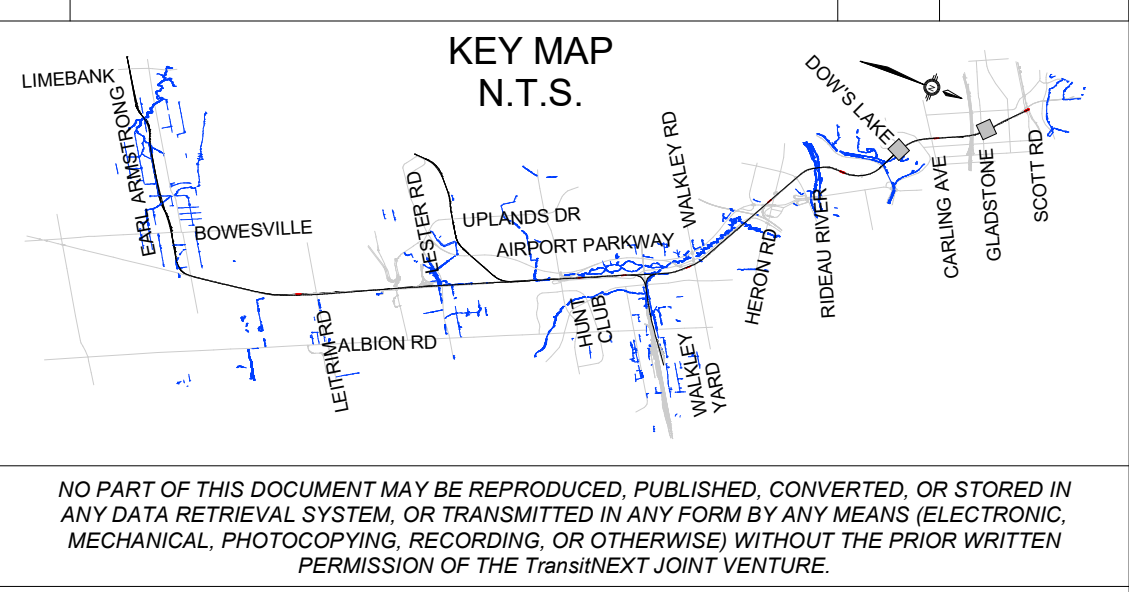 KEY MAP
N.T.S.
LIMEBANK
EARL ARMSTRONG
BOWESVILLE
LESTER RD
UPLANDS DR
AIRPORT PARKWAY
WALKLEY RD
DOW'S LAKE
N
LEITRIM RD
ALBION RD
HUNT
CLUB
WALKLEY
YARD
HERON RD
RIDEAU RIVER
CARLING AVE
GLADSTONE
SCOTT RD
NO PART OF THIS DOCUMENT MAY BE REPRODUCED, PUBLISHED, CONVERTED, OR STORED IN
ANY DATA RETRIEVAL SYSTEM, OR TRANSMITTED IN ANY FORM BY ANY MEANS (ELECTRONIC,
MECHANICAL, PHOTOCOPYING, RECORDING, OR OTHERWISE) WITHOUT THE PRIOR WRITTEN
PERMISSION OF THE TransitNEXT JOINT VENTURE.